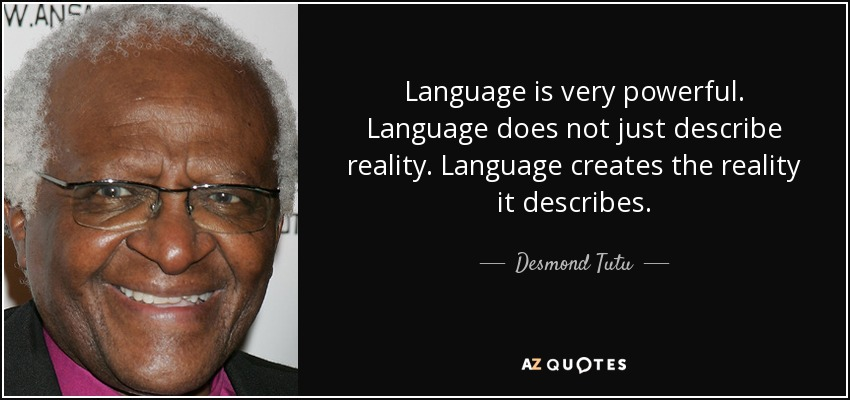 W.ANSA
Language is very powerful.
Language does not just describe
reality. Language creates the reality
it describes.
Desmond Tutu
AZ QUOTES